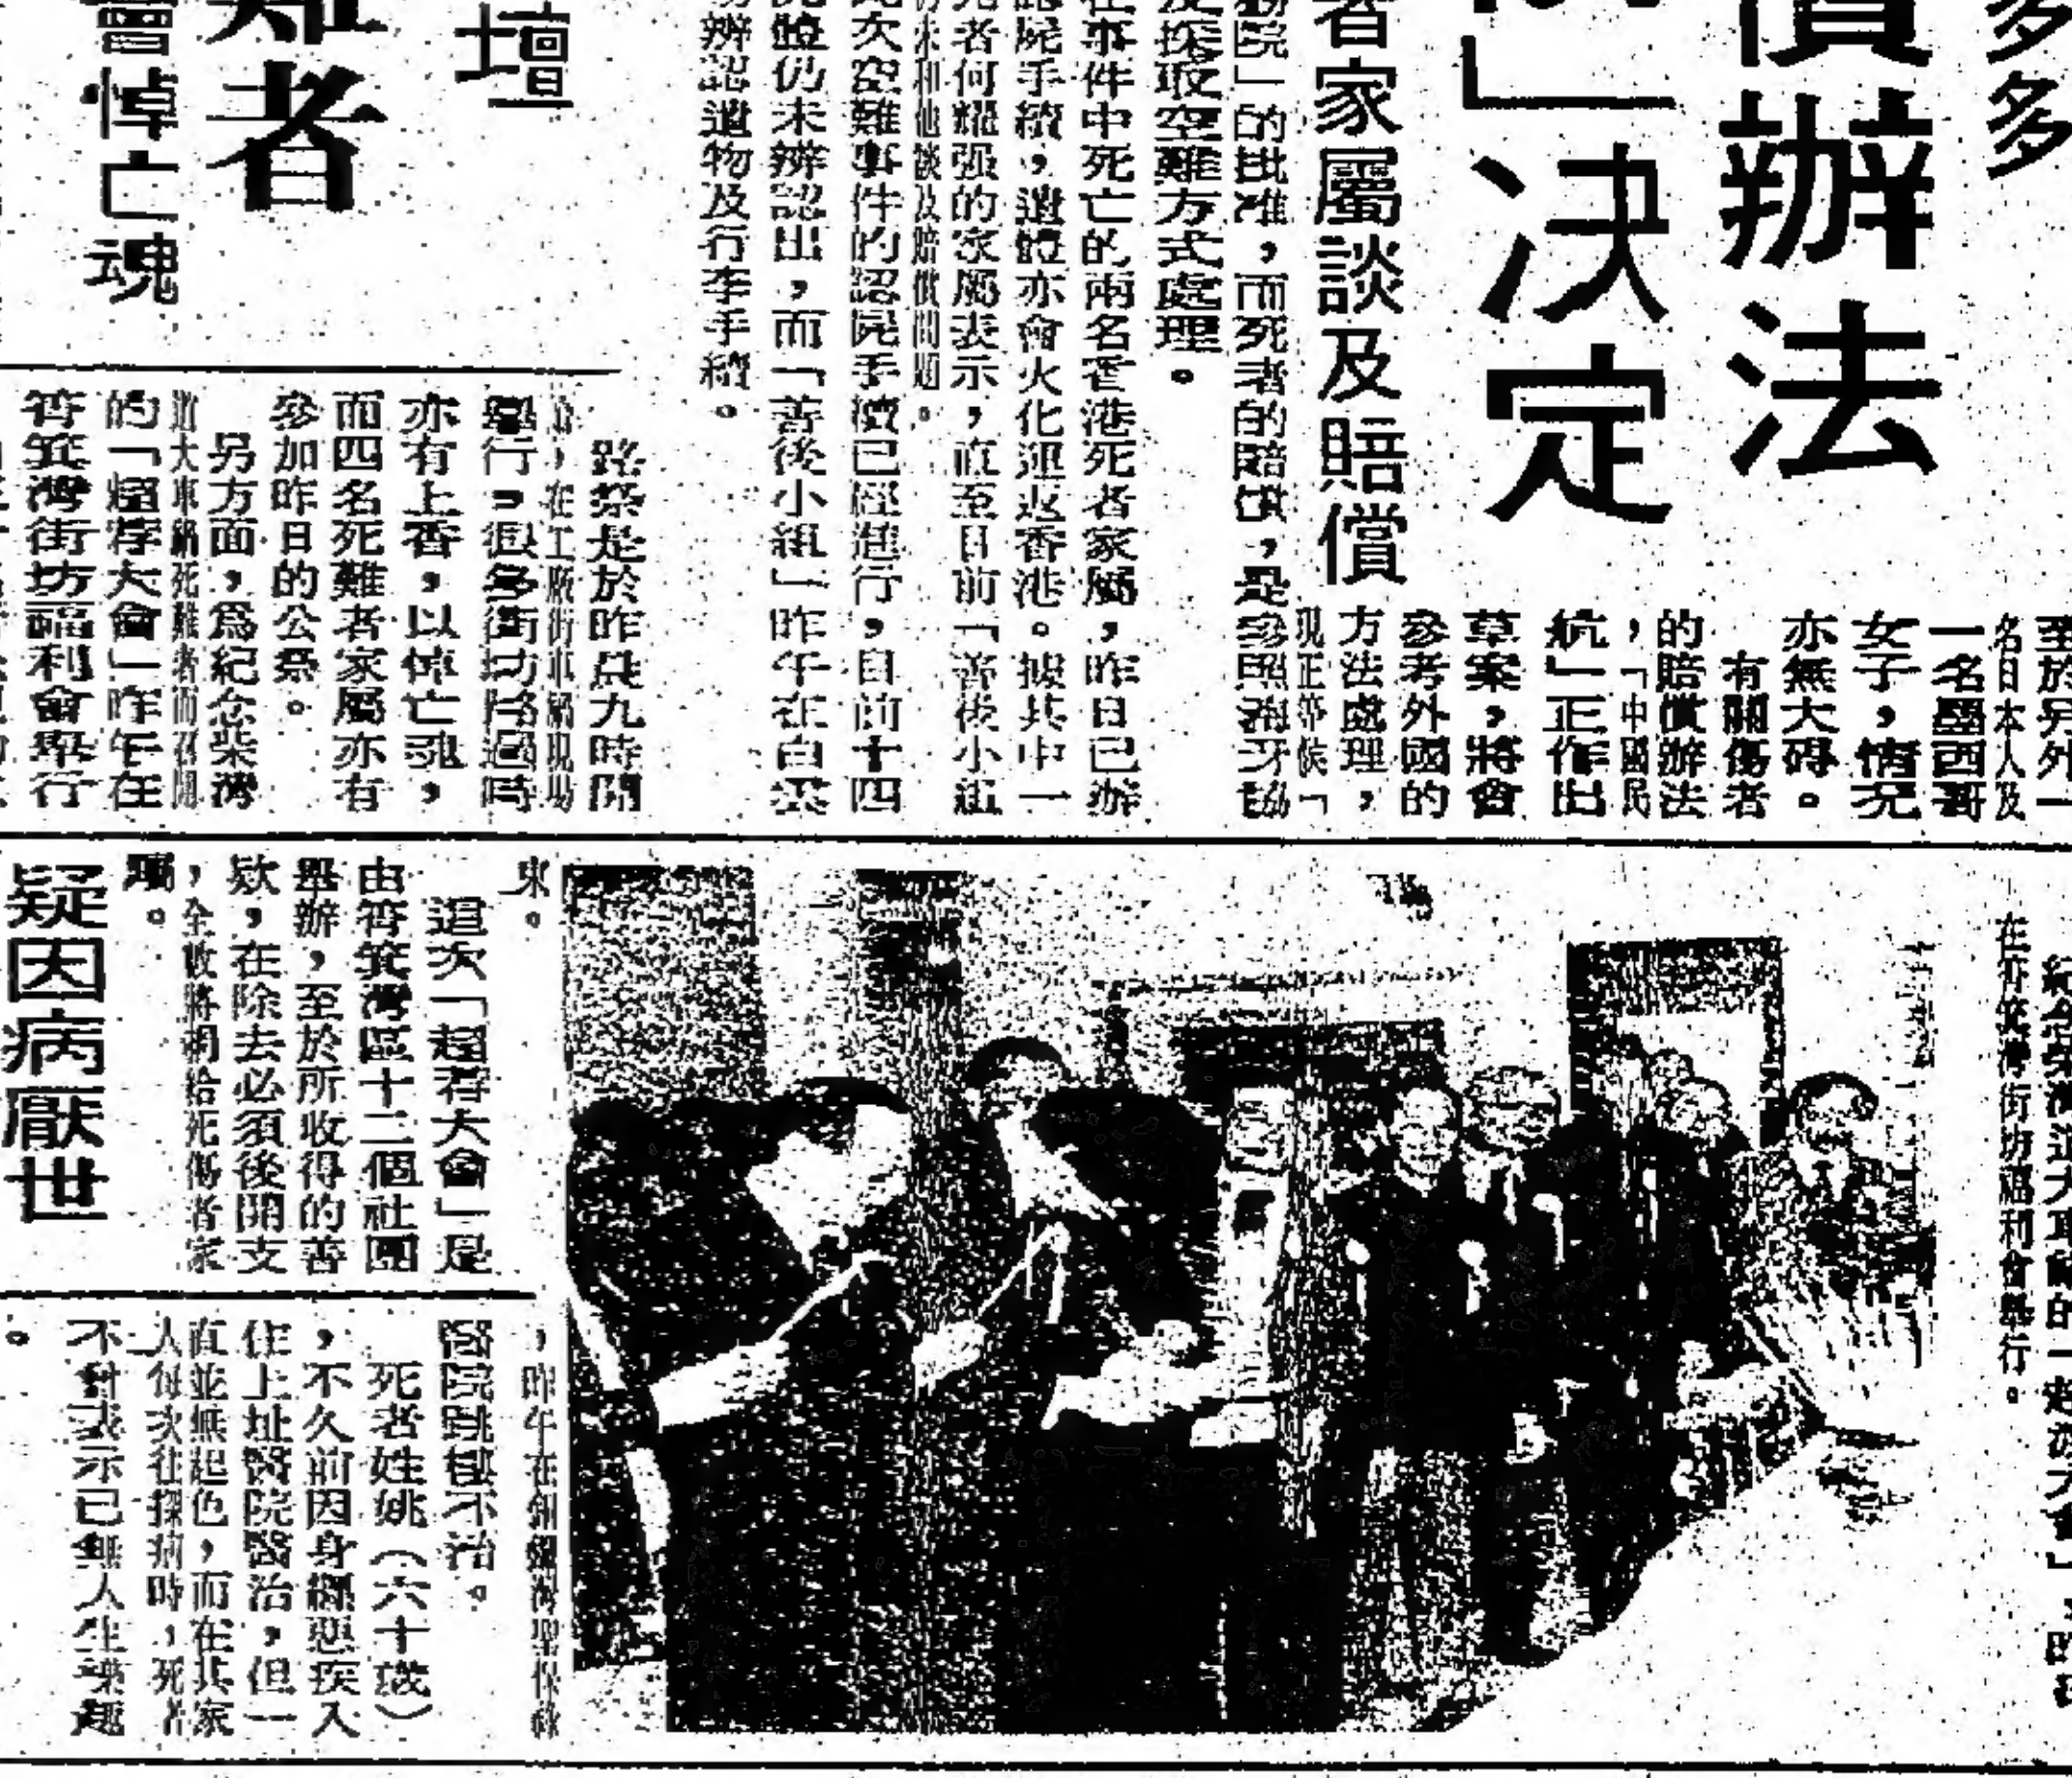 多多
償辦法
」決定
者家屬談及賠償
至於另外一
名日本人及
一名墨西哥
女子,情況
亦無大碍。
有關傷者
的賠償辦法
,「中國民
航」正作出
草案,將會
參考外國的
方法處理,
現正等候「
務院」的批准,而死者的賠償,是參照海牙協
及採取空難方式處理。
在事件中死亡的兩名香港死者家屬,昨日已辦
認屍手續,遺體亦會火化運返香港。據其中一
死者何耀强的家屬表示,直至目前「善後小組
仍未和他談及賠償問題。
此次空難事件的認屍手續已經進行,目前十四
屍體仍未辨認出,而「善後小組」昨午在白雲
場辨認遺物及行李手續。
壇
難者
會悼亡魂
路祭是於昨晨九時開
始,在工廠街車禍現場
舉行,很多街坊路過時
亦有上香,以悼亡魂,
而四名死難者家屬亦有
參加昨日的公祭。
另方面,爲紀念柴灣
道大車禍死難者而召開
的「超荐大會」昨午在
筲箕灣街坊福利會舉行
紀念柴灣道大車禍的「超荐大會」,昨午
在筲箕灣街坊福利會舉行。
束。
這次「超荐大會」是
由筲箕灣區十二個社團
舉辦,至於所收得的善
欵,在除去必須後開支
,全數將捐給死傷者家
屬。
疑因病厭世
,昨午在銅鑼灣聖保祿
醫院跳樓不治。
死者姓姚(六十歲)
,不久前因身纏惡疾入
住上址醫院醫治,但一
直並無起色,而在其家
人每次往探病時,死者
不時表示已無人生樂趣
。